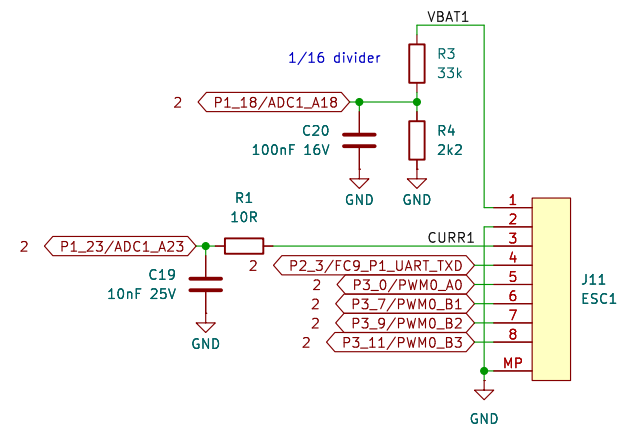 VBAT1
1/16 divider
R3
33k
2 P1_18/ADC1_A18
C20
100nF 16V
R4
2k2
GND GND
R1
10R
1
2
2 P1_23/ADC1_A23
CURR1 3
2 P2_3/FC9_P1_UART_TXD 4
C19
10nF 25V
2 P3_0/PWM0_A0 5
J11
ESC1
2 P3_7/PWM0_B1 6
2 P3_9/PWM0_B2 7
GND
2 P3_11/PWM0_B3 8
MP
GND